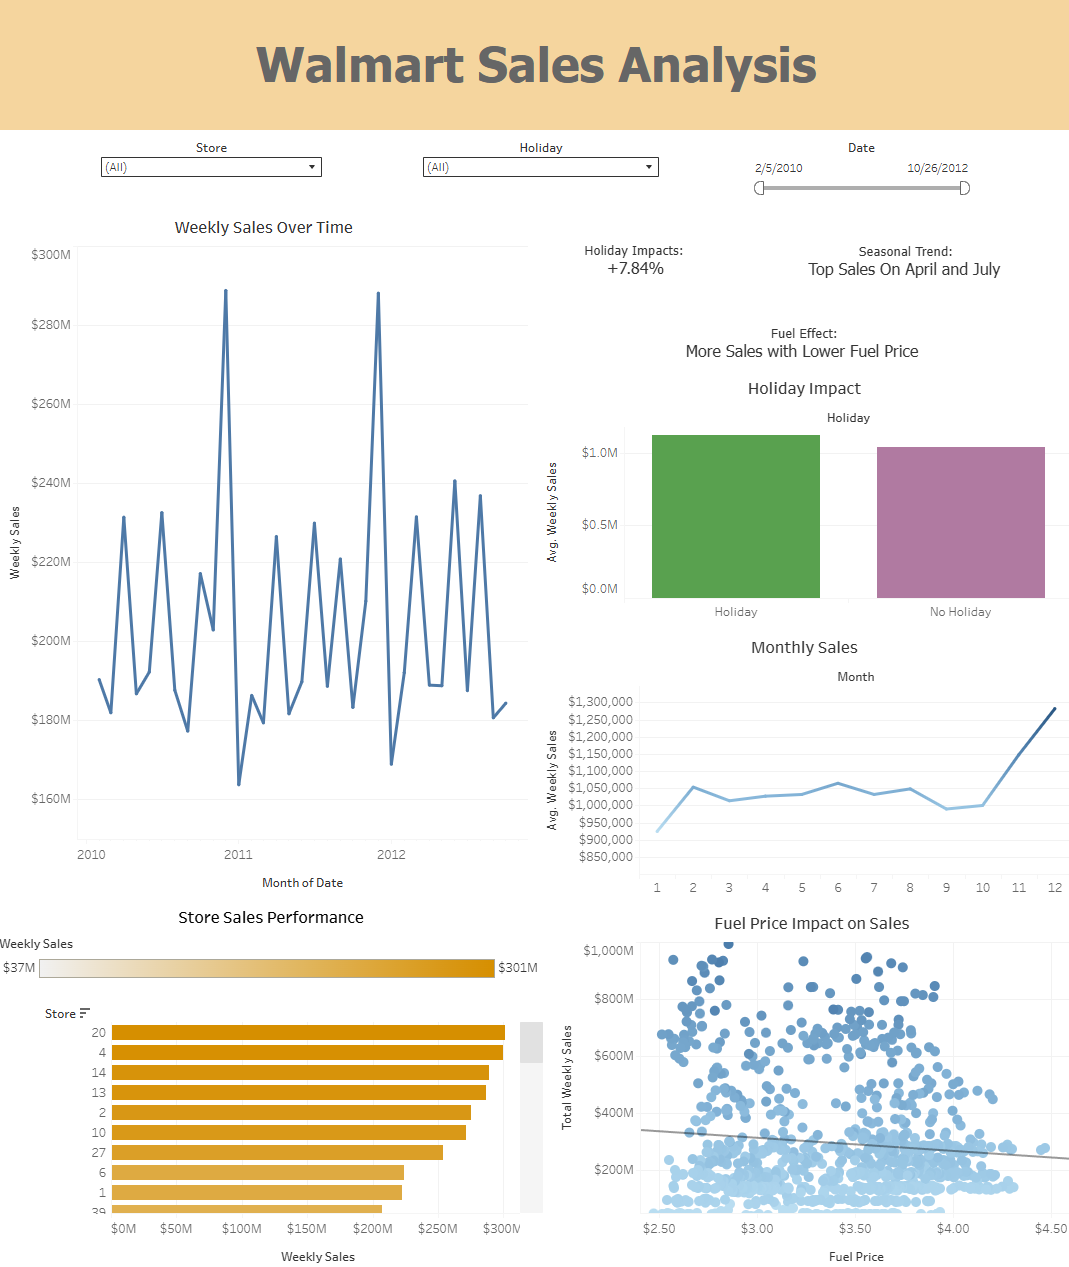 Walmart Sales Analysis
Store
(All)
Holiday
(All)
Date
2/5/2010
10/26/2012
Weekly Sales Over Time
$300M
$280M
$260M
$240M
$220M
$200M
$180M
$160M
Weekly Sales
2010
2011
2012
Month of Date
Holiday Impacts:
+7.84%
Seasonal Trend:
Top Sales On April and July
Fuel Effect:
More Sales with Lower Fuel Price
Holiday Impact
Holiday
Avg. Weekly Sales
$1.0M
$0.5M
$0.0M
Holiday
No Holiday
Monthly Sales
Month
Avg. Weekly Sales
$1,300,000
$1,250,000
$1,200,000
$1,150,000
$1,100,000
$1,050,000
$1,000,000
$950,000
$900,000
$850,000
1
2
3
4
5
6
7
8
9
10
11
12
Store Sales Performance
Weekly Sales
$37M
$301M
Store
20
4
14
13
2
10
27
6
1
39
$0M
$50M
$100M
$150M
$200M
$250M
$300M
Weekly Sales
Fuel Price Impact on Sales
Total Weekly Sales
$1,000M
$800M
$600M
$400M
$200M
$2.50
$3.00
$3.50
$4.00
$4.50
Fuel Price